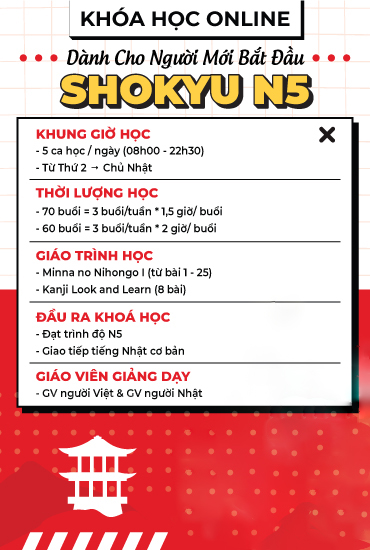 KHÓA HỌC ONLINE
Dành Cho Người Mới Bắt Đầu
SHOKYU N5
KHUNG GIỜ HỌC
- 5 ca học / ngày (08h00 - 22h30)
- Từ Thứ 2 → Chủ Nhật
THỜI LƯỢNG HỌC
- 70 buổi = 3 buổi/tuần * 1,5 giờ/ buổi
- 60 buổi = 3 buổi/tuần * 2 giờ/ buổi
GIÁO TRÌNH HỌC
- Minna no Nihongo I (từ bài 1 - 25)
- Kanji Look and Learn (8 bài)
ĐẦU RA KHOÁ HỌC
- Đạt trình độ N5
- Giao tiếp tiếng Nhật cơ bản
GIÁO VIÊN GIẢNG DẠY
- GV người Việt & GV người Nhật